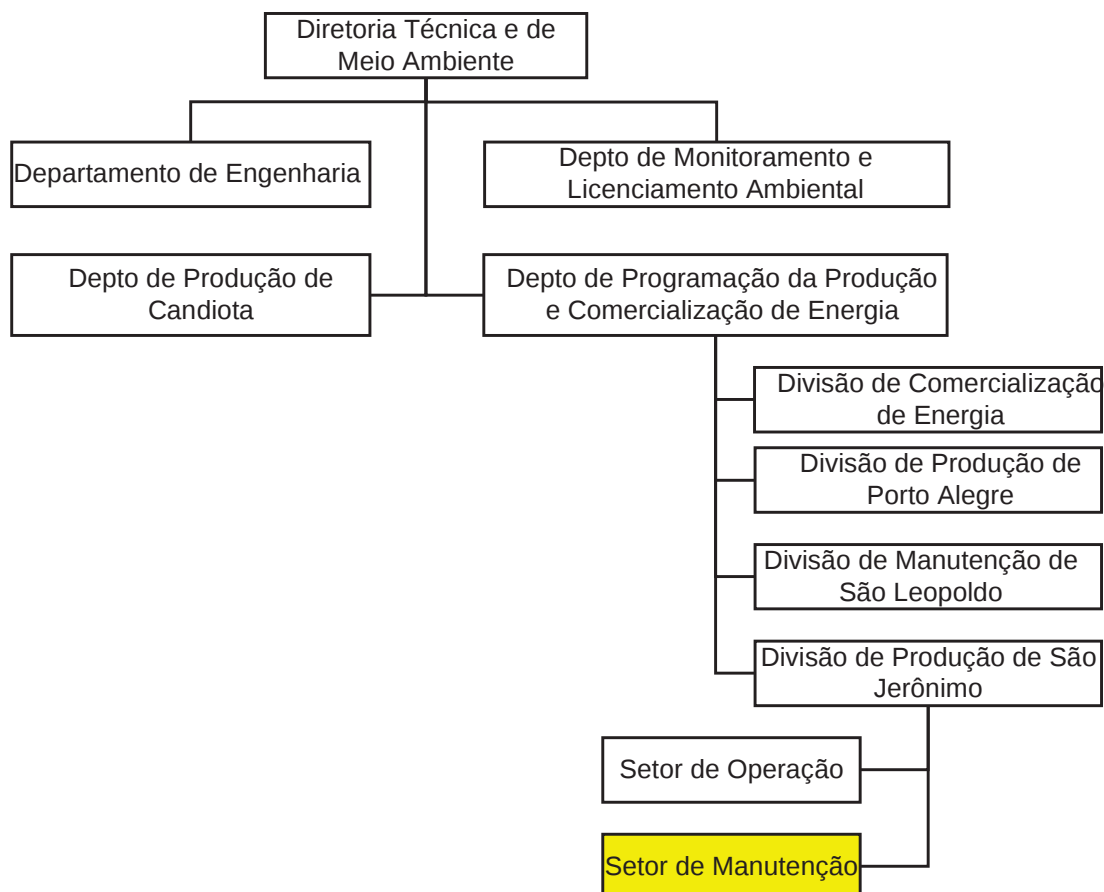 Diretoria Técnica e de
Meio Ambiente
Departamento de Engenharia
Depto de Monitoramento e
Licenciamento Ambiental
Depto de Produção de
Candiota
Depto de Programação da Produção
e Comercialização de Energia
Divisão de Comercialização
de Energia
Divisão de Produção de
Porto Alegre
Divisão de Manutenção de
São Leopoldo
Divisão de Produção de São
Jerônimo
Setor de Operação
Setor de Manutenção